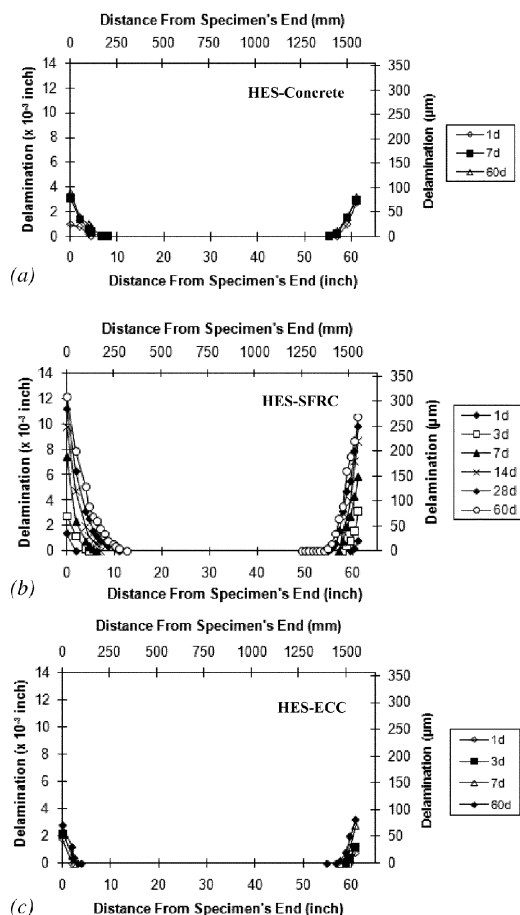 Distance From Specimen's End (mm)
0 250 500 750 1000 1250 1500
14 350
12 300
10 250
8 200
6 150
4 100
2 50
0 0
Delamination (x 10⁻³ inch)
HES-Concrete
Delamination (µm)
1d
7d
60d
0 10 20 30 40 50 60
(a) Distance From Specimen's End (inch)
Distance From Specimen's End (mm)
0 250 500 750 1000 1250 1500
14 350
12 300
10 250
8 200
6 150
4 100
2 50
0 0
Delamination (x 10⁻³ inch)
HES-SFRC
Delamination (µm)
1d
3d
7d
14d
28d
60d
0 10 20 30 40 50 60
(b) Distance From Specimen's End (inch)
Distance From Specimen's End (mm)
0 250 500 750 1000 1250 1500
14 350
12 300
10 250
8 200
6 150
4 100
2 50
0 0
Delamination (x 10⁻³ inch)
HES-ECC
Delamination (µm)
1d
3d
7d
60d
0 10 20 30 40 50 60
(c) Distance From Specimen's End (inch)